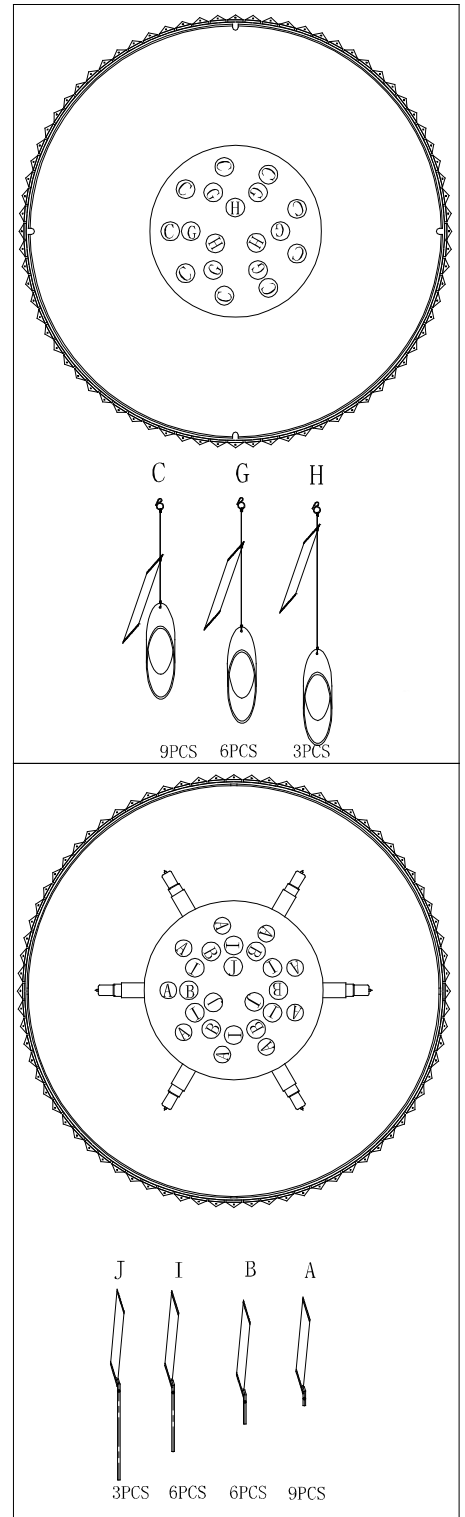 C C
C G G
H C
C G G
H H C
C G G
C C
C G H
9PCS 6PCS 3PCS
A A
A B I B
I J I A
A B B
J J
I I A
A B I B
A A
J I B A
3PCS 6PCS 6PCS 9PCS